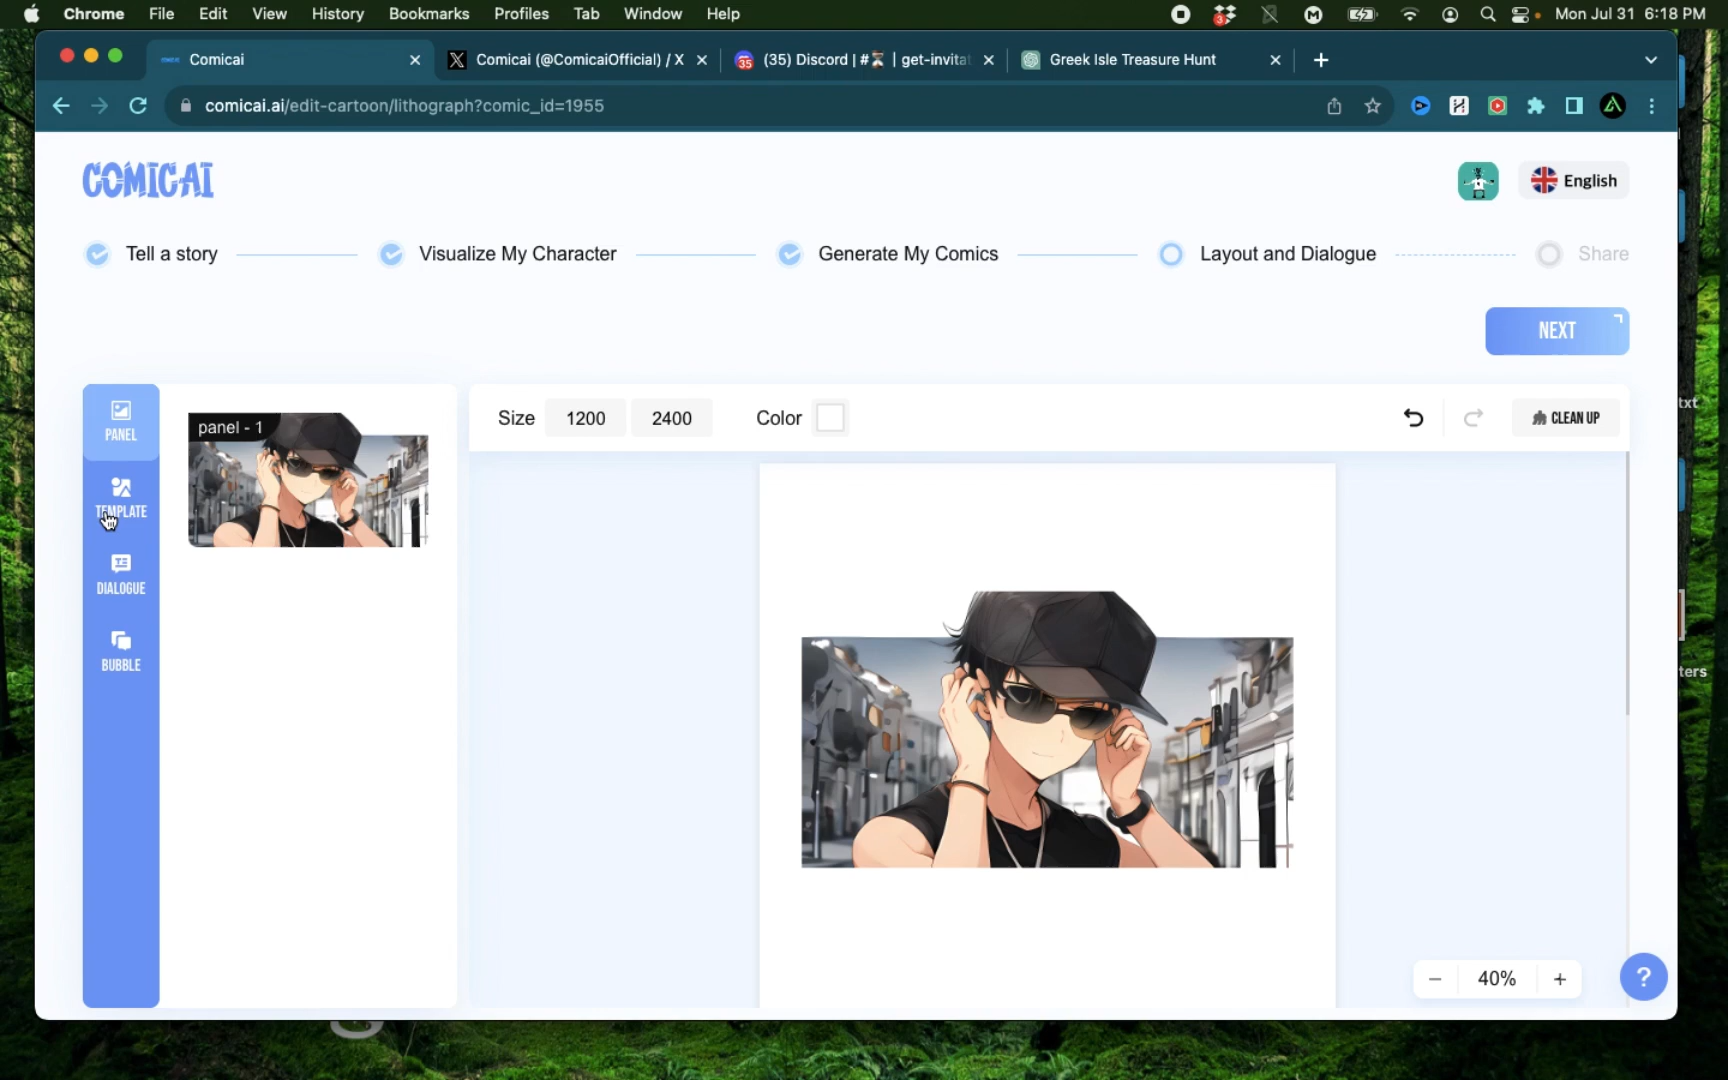 Chrome File Edit View History Bookmarks Profiles Tab Window Help 3 M Mon Jul 31 6:18 PM
Comicai Comicai (@ComicaiOfficial) / X 35 (35) Discord | #⏳ | get-invitat Greek Isle Treasure Hunt
comicai.ai/edit-cartoon/lithograph?comic_id=1955
COMICAI English
Tell a story Visualize My Character Generate My Comics Layout and Dialogue Share
NEXT
PANEL
TEMPLATE
DIALOGUE
BUBBLE
panel - 1
Size 1200 2400 Color CLEAN UP
40% ?
txt
ters